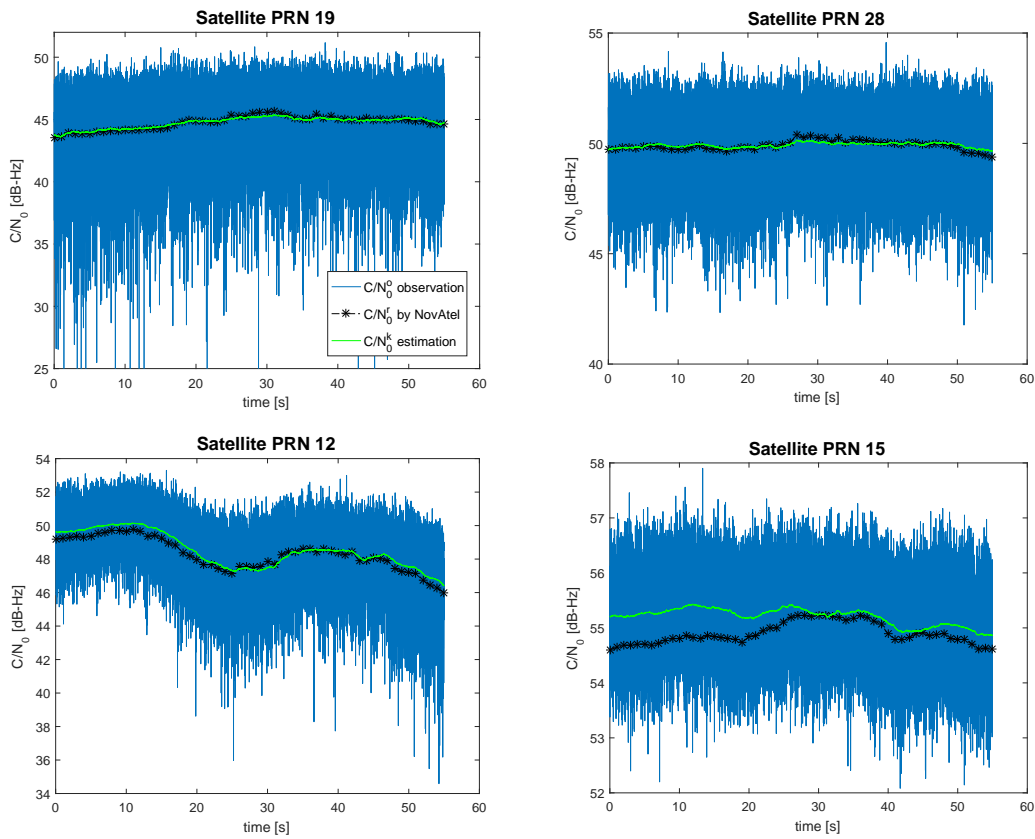 Satellite PRN 19
50
45
40
35
30
25
C/N0 [dB-Hz]
0 10 20 30 40 50 60
time [s]
C/N0^o observation
C/N0^r by NovAtel
C/N0^k estimation
Satellite PRN 28
55
50
45
40
C/N0 [dB-Hz]
0 10 20 30 40 50 60
time [s]
Satellite PRN 12
54
52
50
48
46
44
42
40
38
36
34
C/N0 [dB-Hz]
0 10 20 30 40 50 60
time [s]
Satellite PRN 15
58
57
56
55
54
53
52
C/N0 [dB-Hz]
0 10 20 30 40 50 60
time [s]